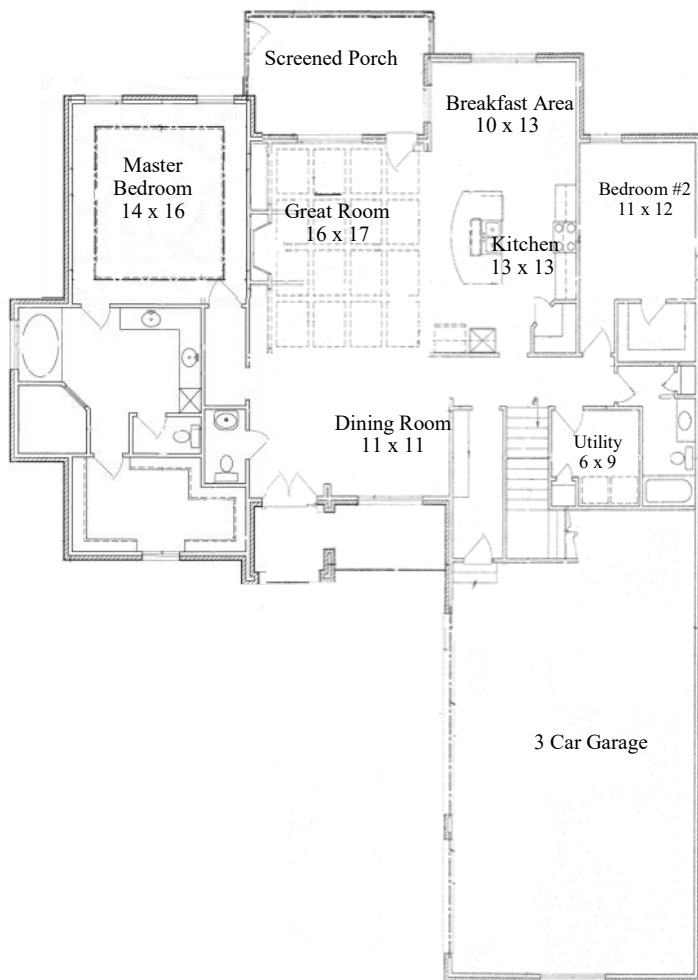 Screened Porch
Breakfast Area
10 x 13
Master
Bedroom
14 x 16
Bedroom #2
11 x 12
Great Room
16 x 17
Kitchen
13 x 13
Dining Room
11 x 11
Utility
6 x 9
3 Car Garage